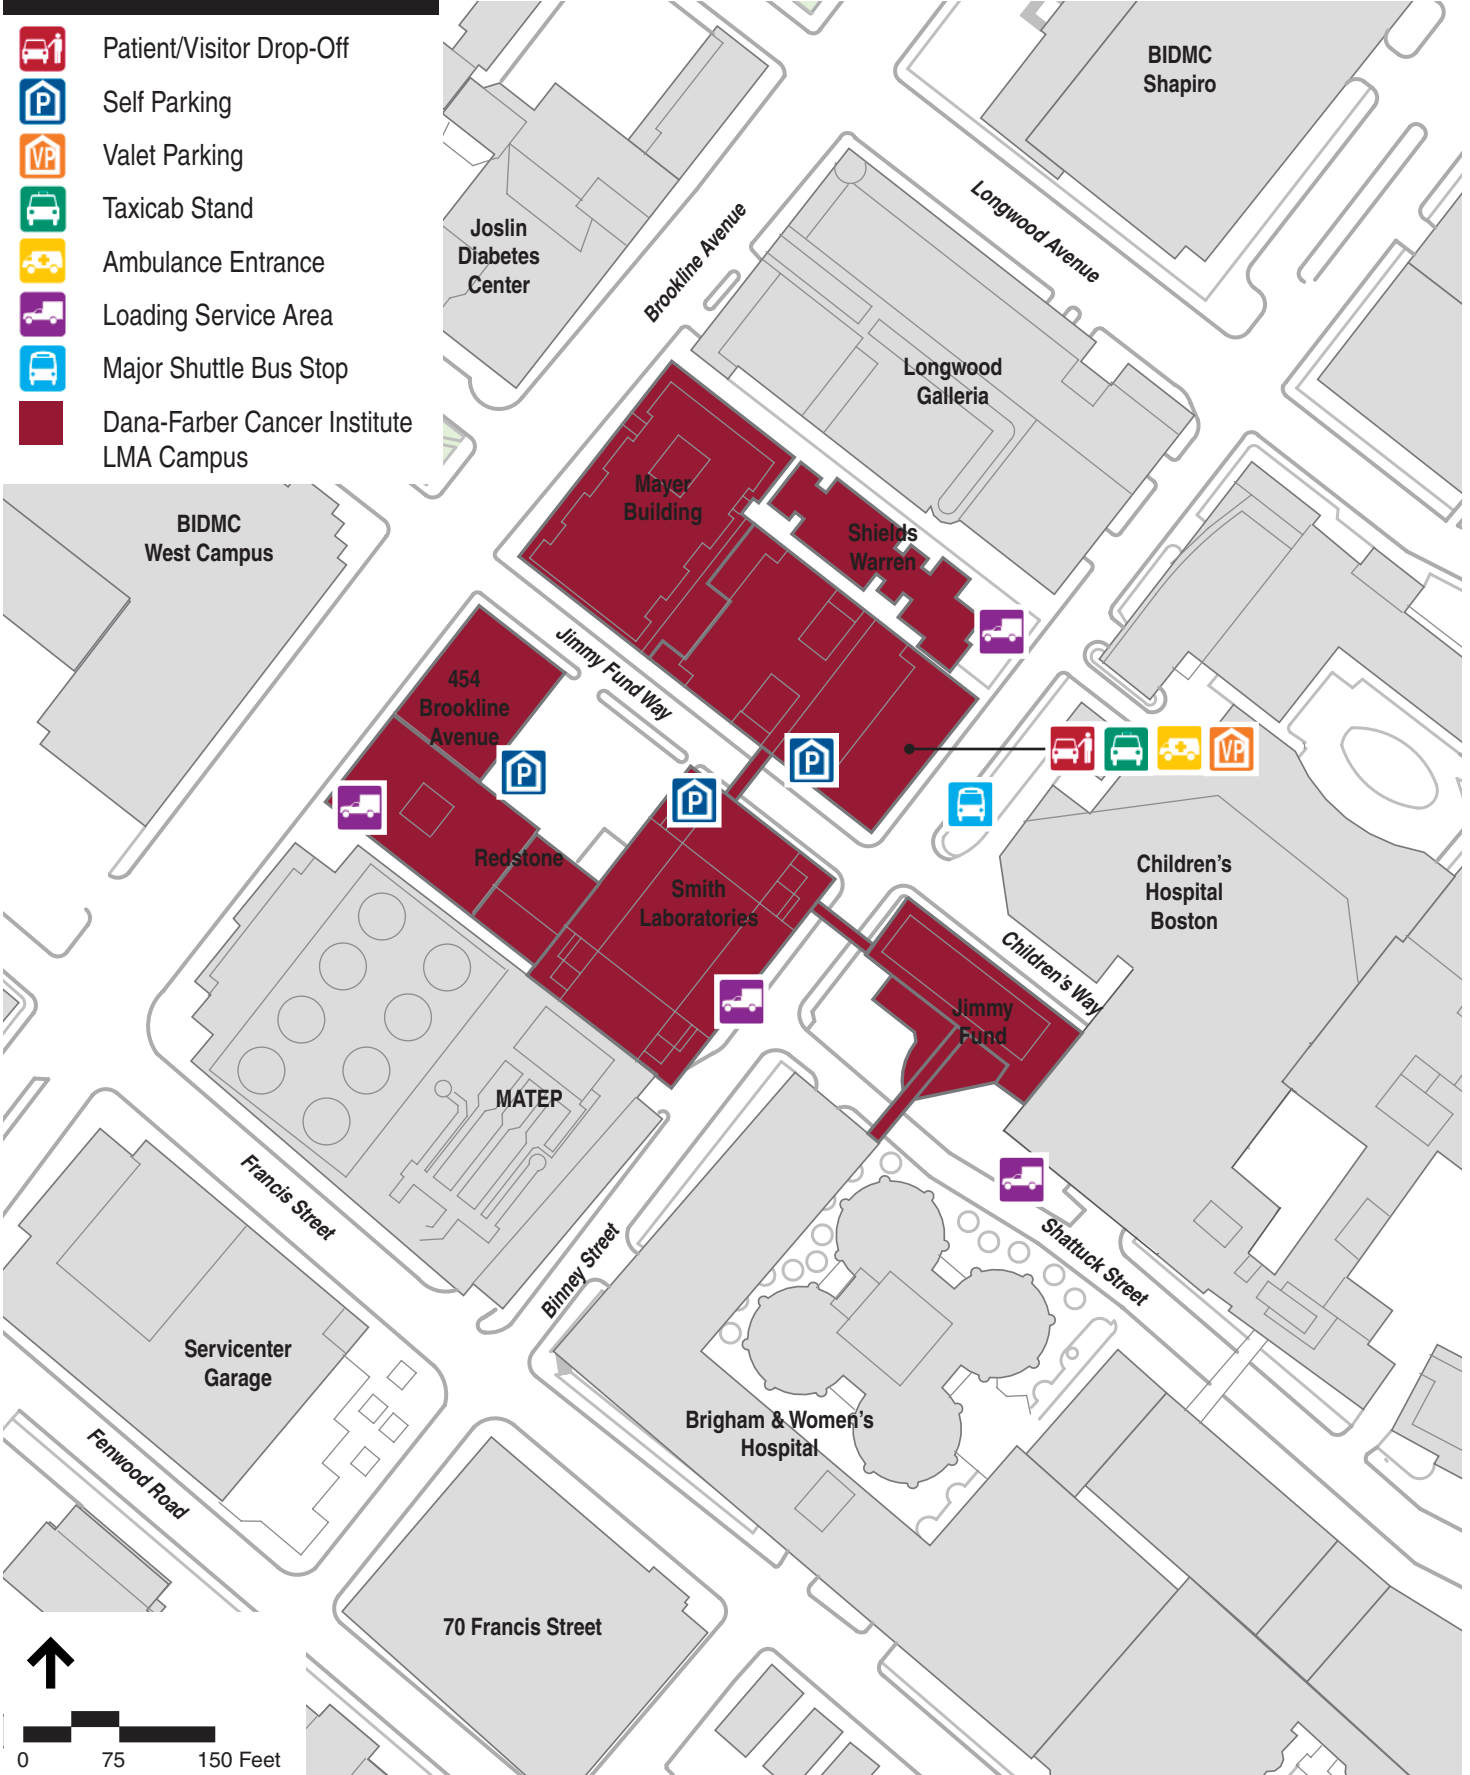 Patient/Visitor Drop-Off
P
Self Parking
VP
Valet Parking
Taxicab Stand
Ambulance Entrance
Loading Service Area
Major Shuttle Bus Stop
Dana-Farber Cancer Institute
LMA Campus
BIDMC
Shapiro
Longwood Avenue
Joslin
Diabetes
Center
Brookline Avenue
Longwood
Galleria
Mayer
Building
BIDMC
West Campus
Shields
Warren
Jimmy Fund Way
454
Brookline
Avenue
P
P
P
VP
Redstone
Smith
Laboratories
Children's
Hospital
Boston
Children's Way
Jimmy
Fund
MATEP
Francis Street
Binney Street
Shattuck Street
Servicenter
Garage
Brigham & Women's
Hospital
Fenwood Road
70 Francis Street
0 75 150 Feet